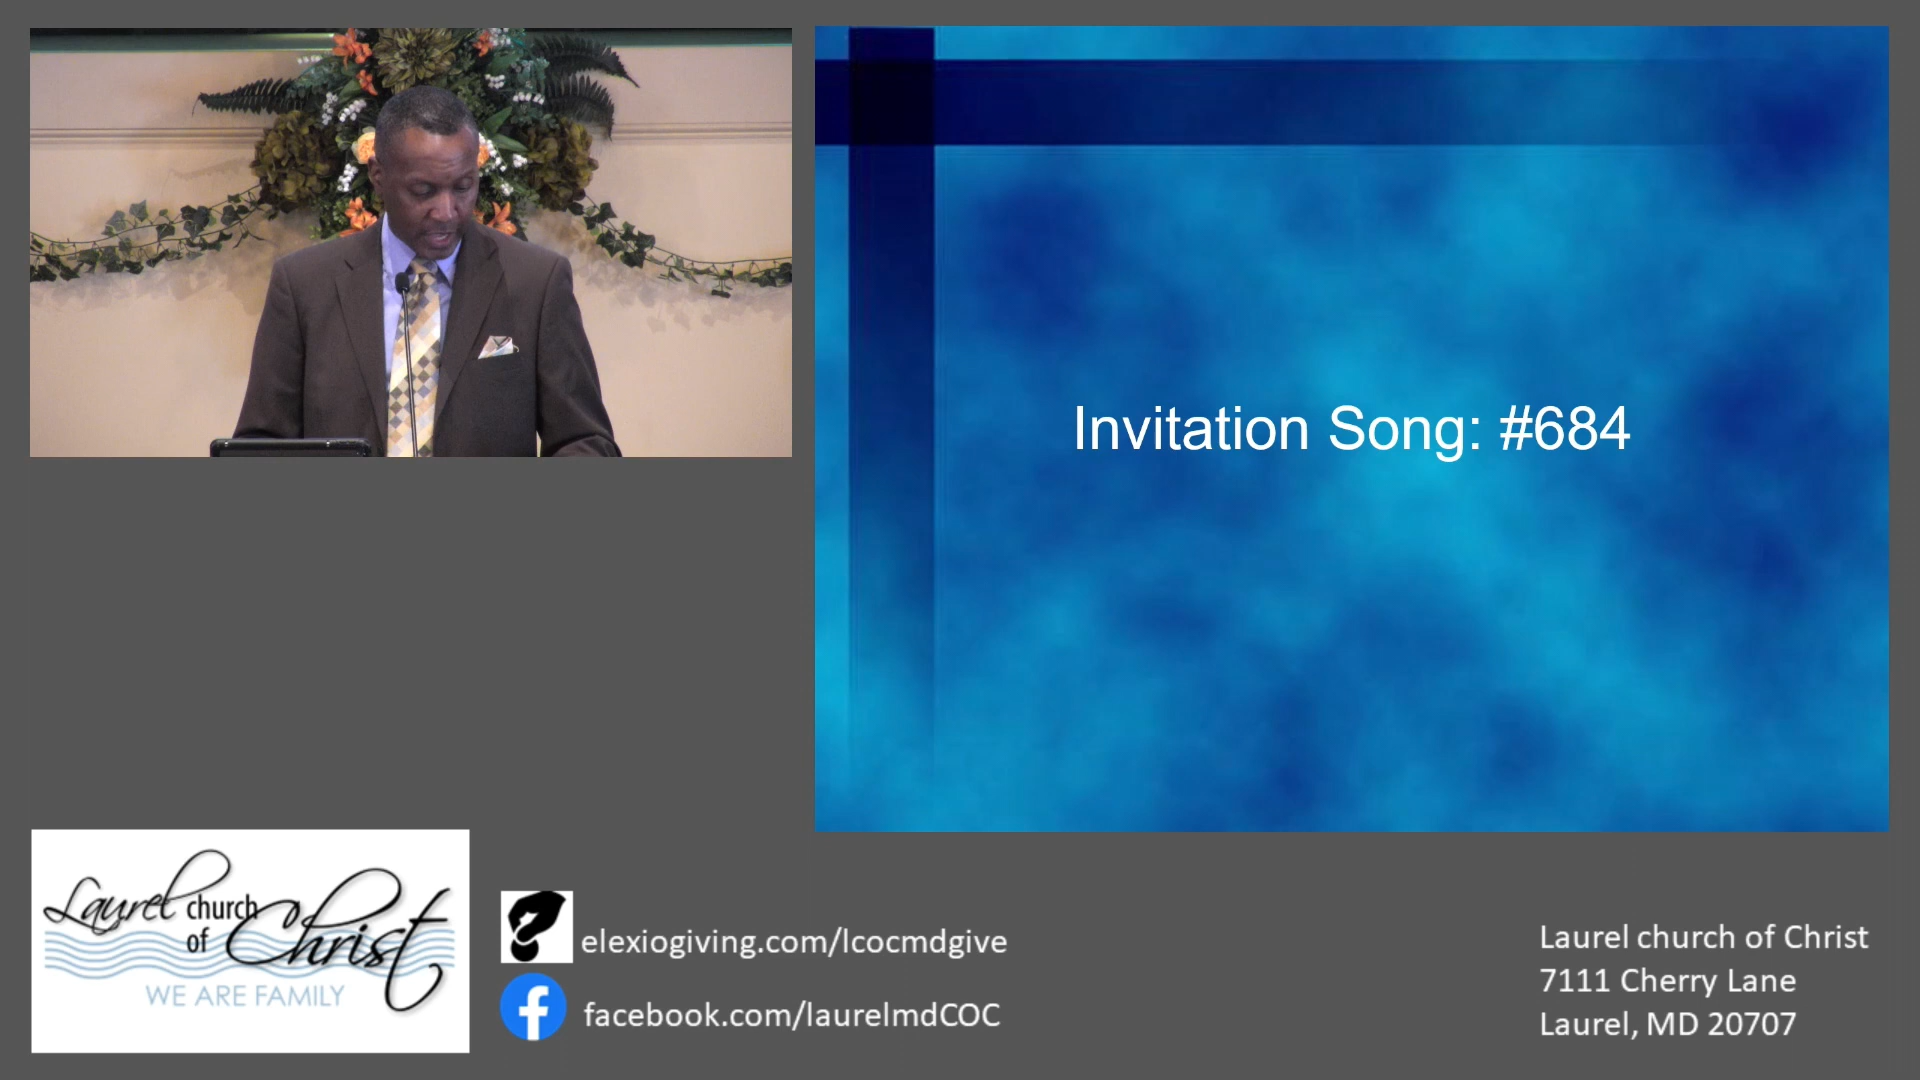 Invitation Song: #684
Laurel church
of Christ
WE ARE FAMILY
elexiogiving.com/lcocmdgive
facebook.com/laurelmdCOC
Laurel church of Christ
7111 Cherry Lane
Laurel, MD 20707